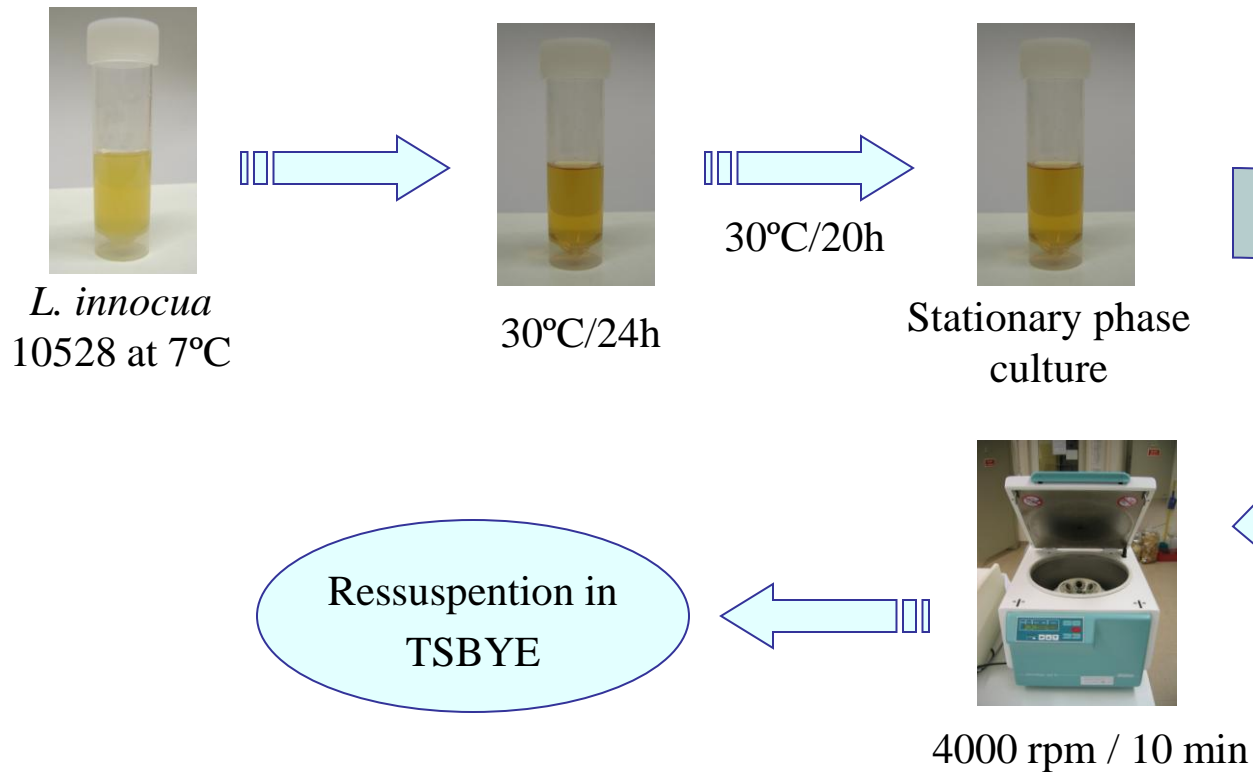 L. innocua
10528 at 7ºC
30ºC/24h
30ºC/20h
Stationary phase
culture
4000 rpm / 10 min
Ressuspention in
TSBYE